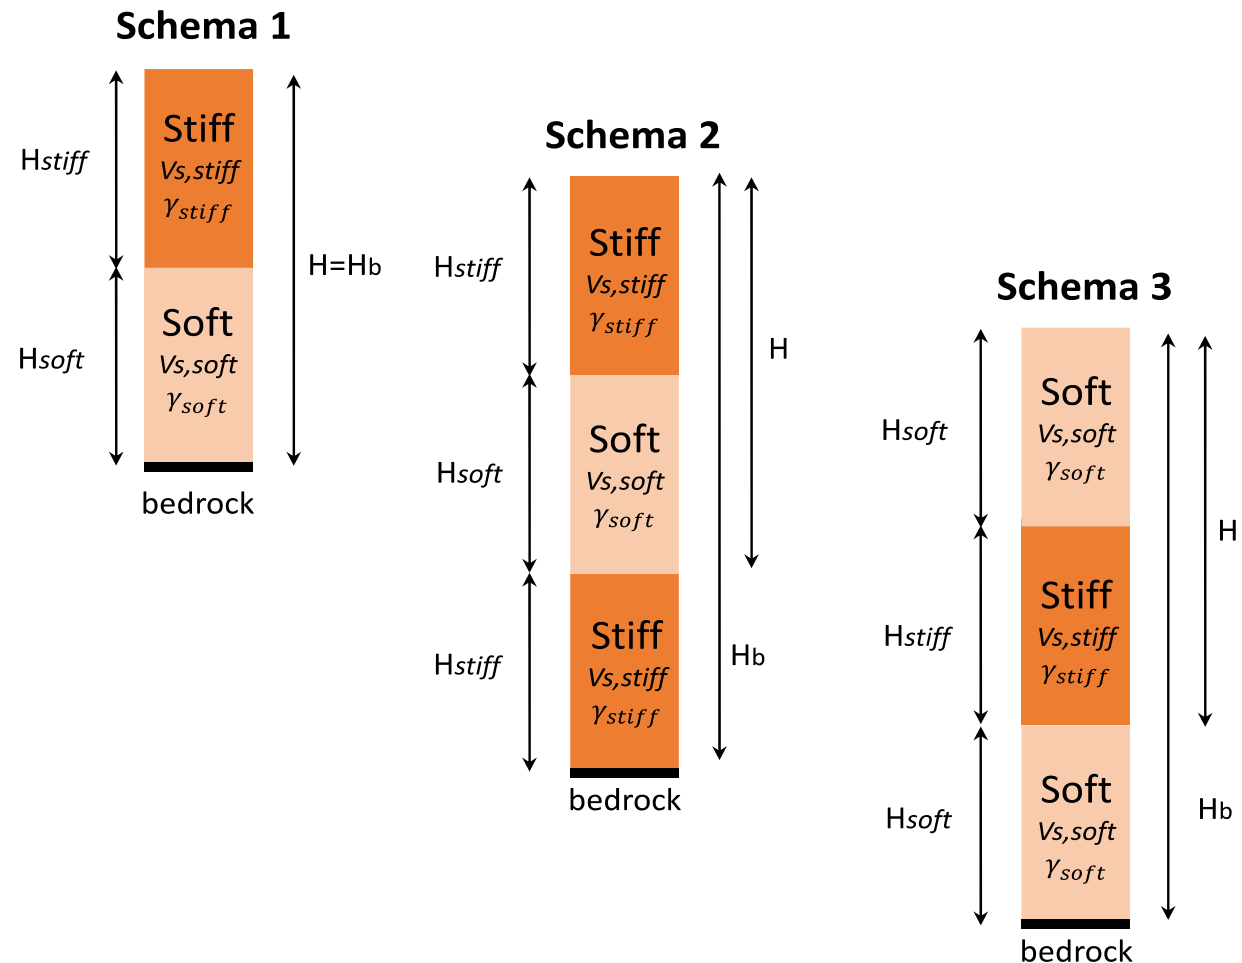 Schema 1
Stiff
Vs,stiff
γstiff
Hstiff
Soft
Vs,soft
γsoft
Hsoft
H=Hb
bedrock
Schema 2
Stiff
Vs,stiff
γstiff
Hstiff
Soft
Vs,soft
γsoft
Hsoft
H
Stiff
Vs,stiff
γstiff
Hstiff
Hb
bedrock
Schema 3
Soft
Vs,soft
γsoft
Hsoft
Stiff
Vs,stiff
γstiff
Hstiff
H
Soft
Vs,soft
γsoft
Hsoft
Hb
bedrock